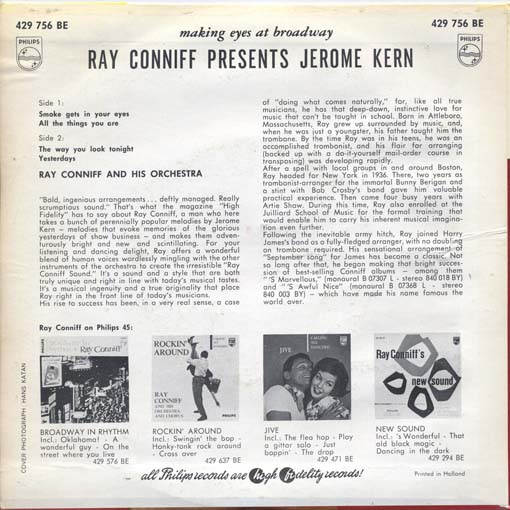 429 756 BE
making eyes at broadway
429 756 BE
PHILIPS
RAY CONNIFF PRESENTS JEROME KERN
PHILIPS
Side 1:
Smoke gets in your eyes
All the things you are
Side 2:
The way you look tonight
Yesterdays
RAY CONNIFF AND HIS ORCHESTRA
"Bold, ingenious arrangements . . . deftly managed. Really
scrumptious sound." That's what the magazine "High
Fidelity" has to say about Ray Conniff, a man who here
takes a bunch of perennially popular melodies by Jerome
Kern – melodies that evoke memories of the glorious
yesterdays of show business – and makes them adven-
turously bright and new and scintillating. For your
listening and dancing delight, Ray offers a wonderful
blend of human voices wordlessly mingling with the other
instruments of the orchestra to create the irresistible "Ray
Conniff Sound." It's a sound and a style that are both
truly unique and right in line with today's musical tastes.
It's a musical ingenuity and a true originality that place
Ray right in the front line of today's musicians.
His rise to success has been, in a very real sense, a case
of "doing what comes naturally," for, like all true
musicians, he has that deep-down, instinctive love for
music that can't be taught in school. Born in Attleboro,
Massachusetts, Ray grew up surrounded by music, and,
when he was just a youngster, his father taught him the
trombone. By the time Ray was in his teens, he was an
accomplished trombonist, and his flair for arranging
(backed up with a do-it-yourself mail-order course in
transposing) was developing rapidly.
After a spell with local groups in and around Boston,
Ray headed for New York in 1936. There, two years as
trombonist-arranger for the immortal Bunny Berigan and
a stint with Bob Crosby's band gave him valuable
practical experience. Then came four busy years with
Artie Shaw. During this time, Ray also enrolled at the
Juilliard School of Music for the formal training that
would enable him to carry his inherent musical imagina-
tion even further.
Following the inevitable army hitch, Ray joined Harry
James's band as a fully-fledged arranger, with no doubling
on trombone required. His sensational arrangement of
"September song" for James has become a classic. Not
so long after that, he began making that bright success-
ion of best-selling Conniff albums – among them
"'S Marvellous," (monaural B 07307 L - stereo 840 018 BY)
and "'S Awful Nice" (monaural B 07368 L - stereo
840 003 BY) – which have made his name famous the
world over.
Ray Conniff on Philips 45:
Ray Conniff
ROCKIN'
AROUND
RAY
CONNIFF
AND HIS
ORCHESTRA
AND CHORUS
PHILIPS
JIVE
CALLING
ALL
DANCERS
Ray Conniff's
new sound
BROADWAY IN RHYTHM
Incl.: Oklahoma! - A
wonderful guy - On the
street where you live
429 576 BE
ROCKIN' AROUND
Incl.: Swingin' the bop -
Honky-tonk rock around
- Cross over
429 637 BE
JIVE
Incl.: The flea hop - Play
a gittar solo - Just
boppin' - The drop
429 471 BE
NEW SOUND
Incl.: 's Wonderful - That
old black magic -
Dancing in the dark
429 294 BE
COVER PHOTOGRAPH: HANS KATAN
all Philips records are high fidelity records!
Printed in Holland